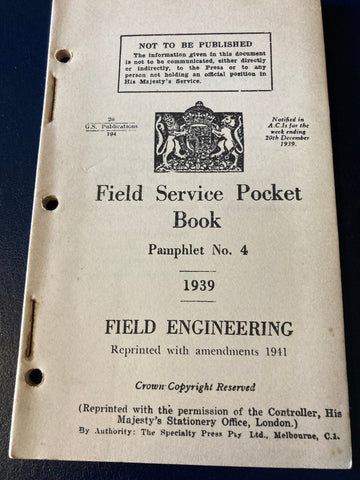 NOT TO BE PUBLISHED
The information given in this document
is not to be communicated, either directly
or indirectly, to the Press or to any
person not holding an official position in
His Majesty's Service.
26
G.S. Publications
194
Notified in
A.C.Is for the
week ending
20th December
1939.
Field Service Pocket
Book
Pamphlet No. 4
1939
FIELD ENGINEERING
Reprinted with amendments 1941
Crown Copyright Reserved
(Reprinted with the permission of the Controller, His
Majesty's Stationery Office, London.)
By Authority: The Specialty Press Pty Ltd., Melbourne, C.1.